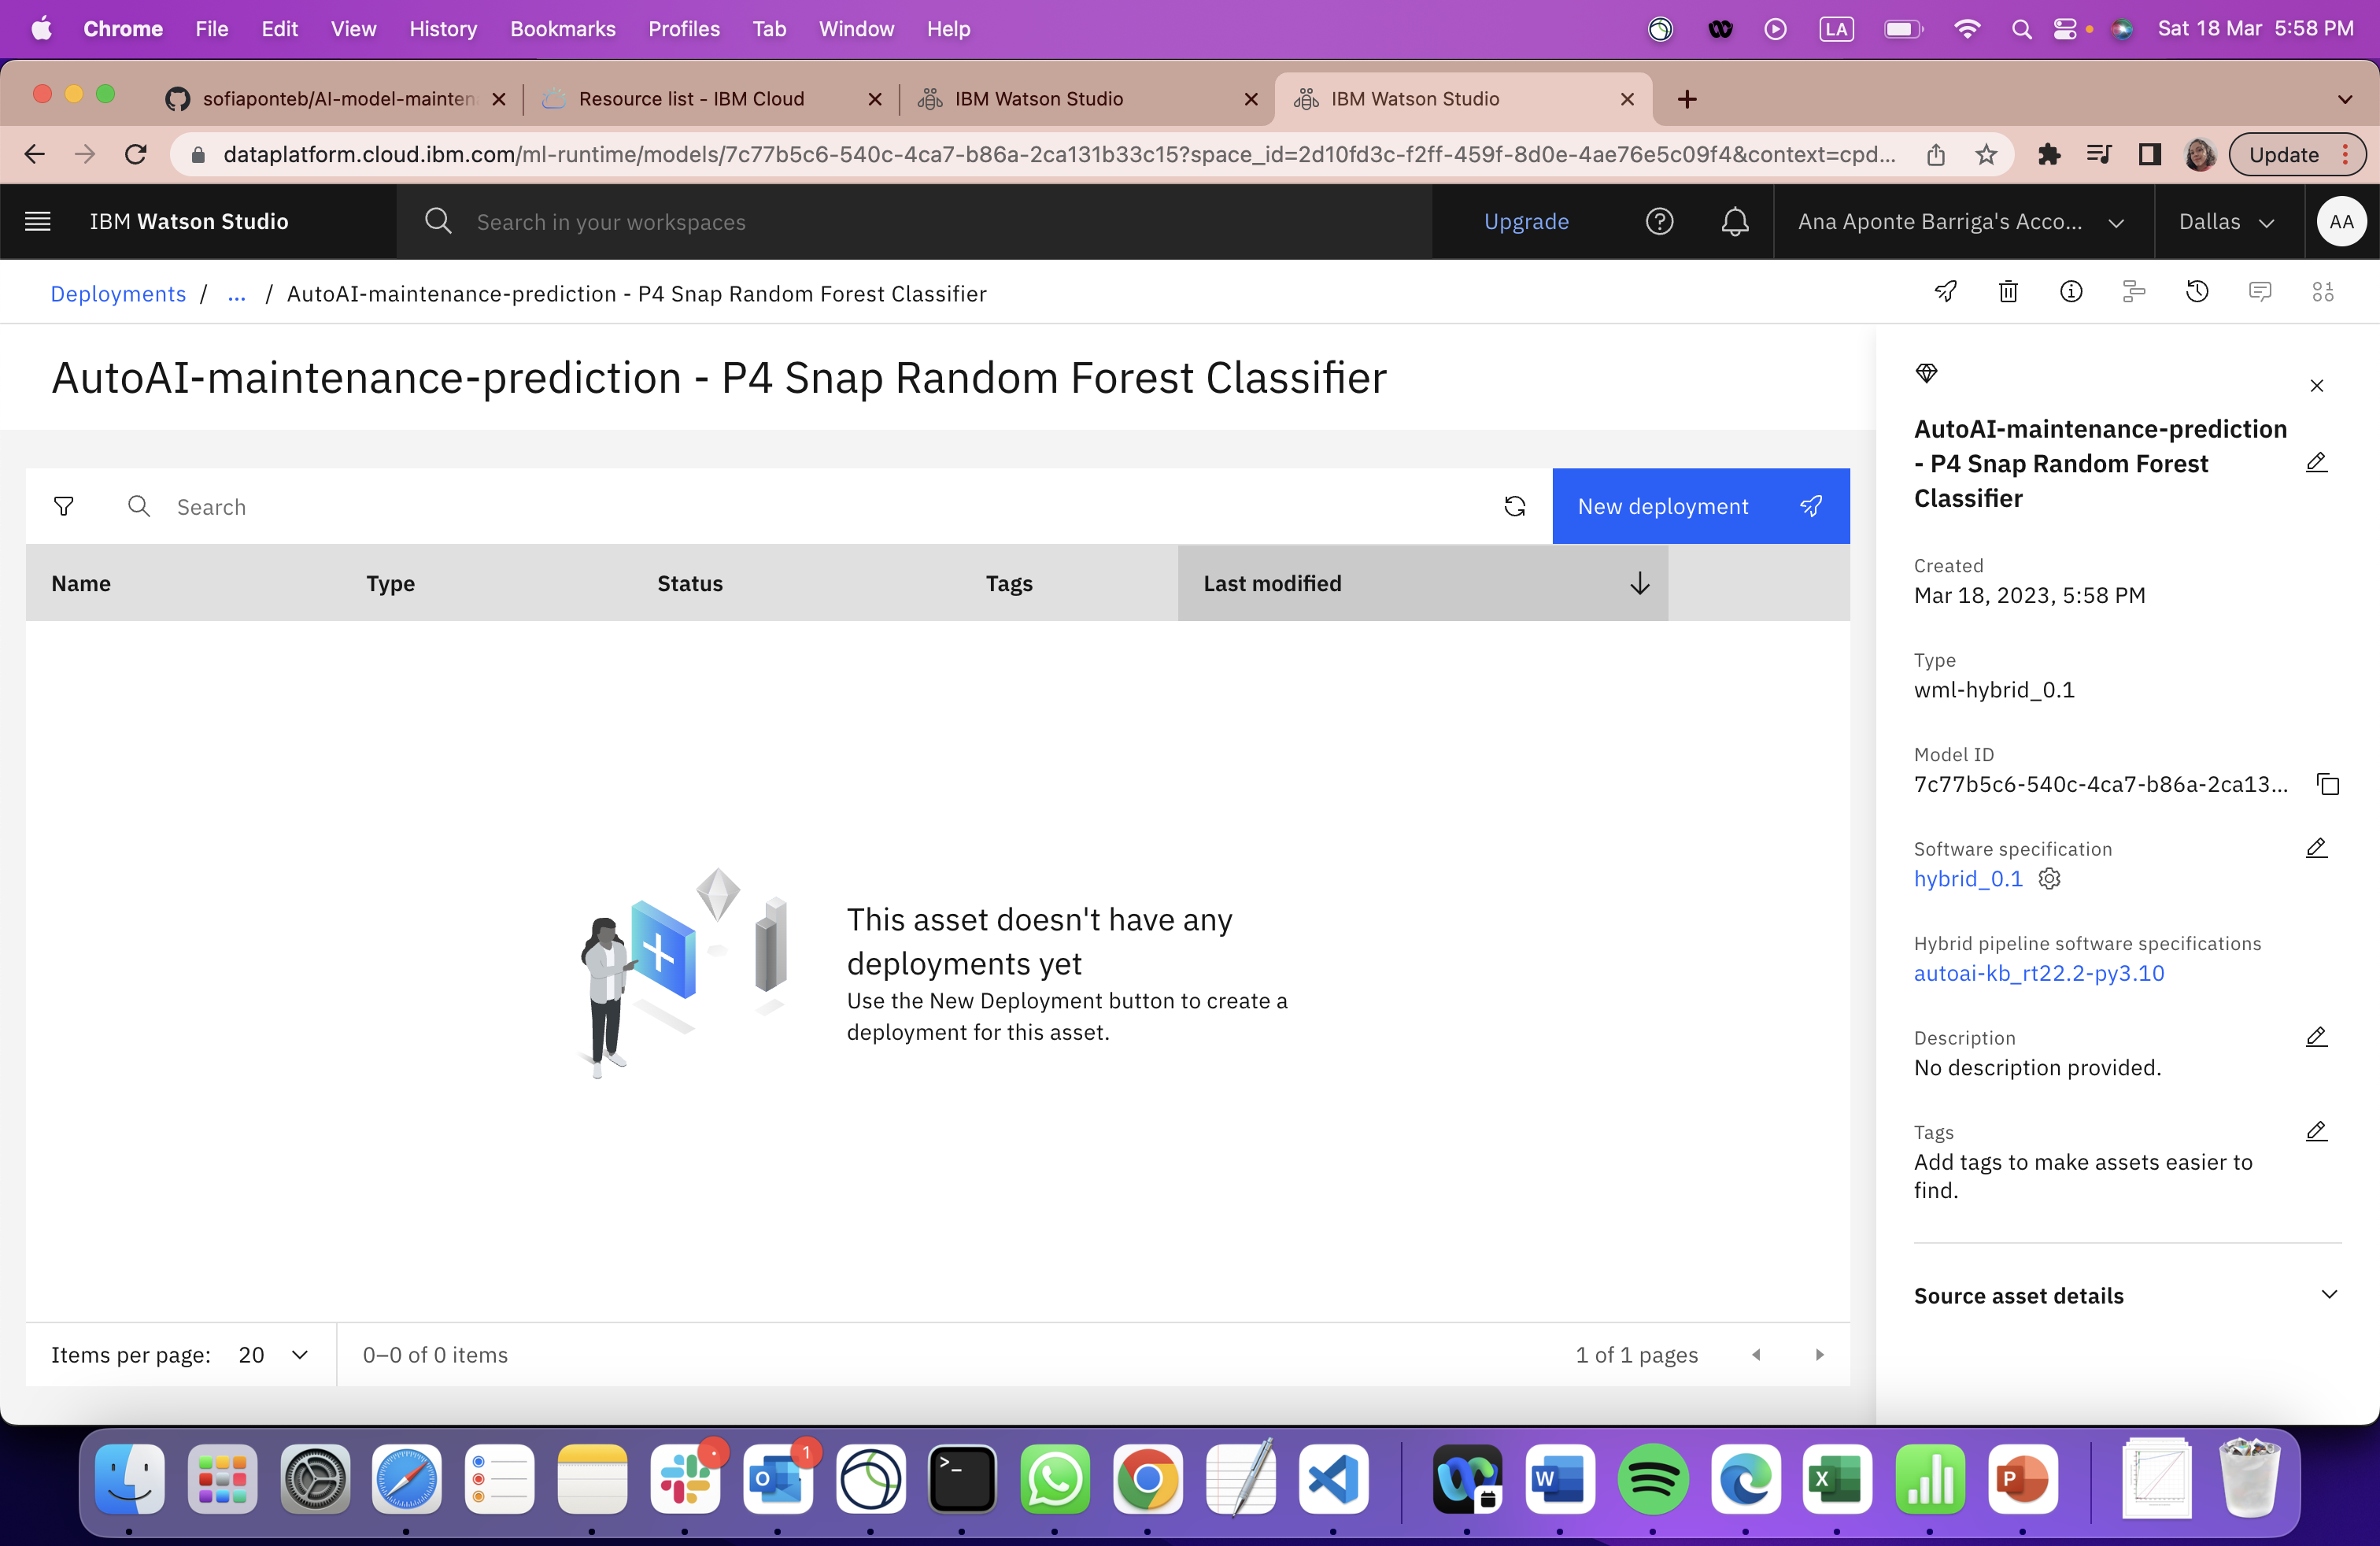 Chrome File Edit View History Bookmarks Profiles Tab Window Help LA Sat 18 Mar 5:58 PM
sofiaponteb/AI-model-mainten Resource list - IBM Cloud IBM Watson Studio IBM Watson Studio
dataplatform.cloud.ibm.com/ml-runtime/models/7c77b5c6-540c-4ca7-b86a-2ca131b33c15?space_id=2d10fd3c-f2ff-459f-8d0e-4ae76e5c09f4&context=cpd... Update
IBM Watson Studio Search in your workspaces Upgrade Ana Aponte Barriga's Acco... Dallas AA
Deployments / ... / AutoAI-maintenance-prediction - P4 Snap Random Forest Classifier
AutoAI-maintenance-prediction - P4 Snap Random Forest Classifier
Search New deployment
Name Type Status Tags Last modified
This asset doesn't have any
deployments yet
Use the New Deployment button to create a
deployment for this asset.
Items per page: 20 0–0 of 0 items 1 of 1 pages
AutoAI-maintenance-prediction
- P4 Snap Random Forest
Classifier
Created
Mar 18, 2023, 5:58 PM
Type
wml-hybrid_0.1
Model ID
7c77b5c6-540c-4ca7-b86a-2ca13...
Software specification
hybrid_0.1
Hybrid pipeline software specifications
autoai-kb_rt22.2-py3.10
Description
No description provided.
Tags
Add tags to make assets easier to
find.
Source asset details
1